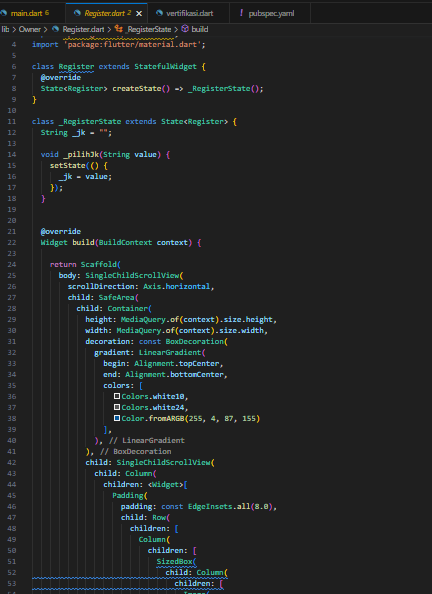 main.dart 6 Register.dart 2 × vertifikasi.dart ! pubspec.yaml
lib > Owner > Register.dart > _RegisterState > build
4 import 'package:flutter/material.dart';
5
6 class Register extends StatefulWidget {
7 @override
8 State<Register> createState() => _RegisterState();
9 }
10
11 class _RegisterState extends State<Register> {
12 String _jk = "";
13
14 void _pilihJk(String value) {
15 setState(() {
16 _jk = value;
17 });
18 }
19
20
21 @override
22 Widget build(BuildContext context) {
23
24 return Scaffold(
25 body: SingleChildScrollView(
26 scrollDirection: Axis.horizontal,
27 child: SafeArea(
28 child: Container(
29 height: MediaQuery.of(context).size.height,
30 width: MediaQuery.of(context).size.width,
31 decoration: const BoxDecoration(
32 gradient: LinearGradient(
33 begin: Alignment.topCenter,
34 end: Alignment.bottomCenter,
35 colors: [
36 Colors.white10,
37 Colors.white24,
38 Color.fromARGB(255, 4, 87, 155)
39 ],
40 ), // LinearGradient
41 ), // BoxDecoration
42 child: SingleChildScrollView(
43 child: Column(
44 children: <Widget>[
45 Padding(
46 padding: const EdgeInsets.all(8.0),
47 child: Row(
48 children: [
49 Column(
50 children: [
51 SizedBox(
52 child: Column(
53 children: [